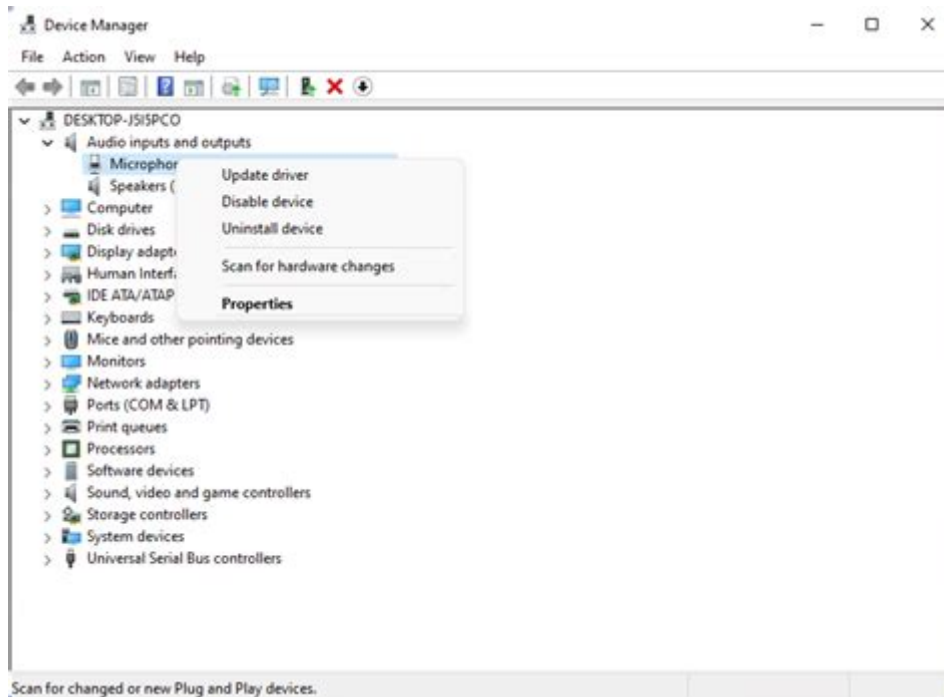 Device Manager
File Action View Help
DESKTOP-JSI5PCO
Audio inputs and outputs
Microphor
Update driver
Speakers (
Disable device
Computer
Uninstall device
Disk drives
Display adapt
Scan for hardware changes
Human Interf
IDE ATA/ATAP
Properties
Keyboards
Mice and other pointing devices
Monitors
Network adapters
Ports (COM & LPT)
Print queues
Processors
Software devices
Sound, video and game controllers
Storage controllers
System devices
Universal Serial Bus controllers
Scan for changed or new Plug and Play devices.